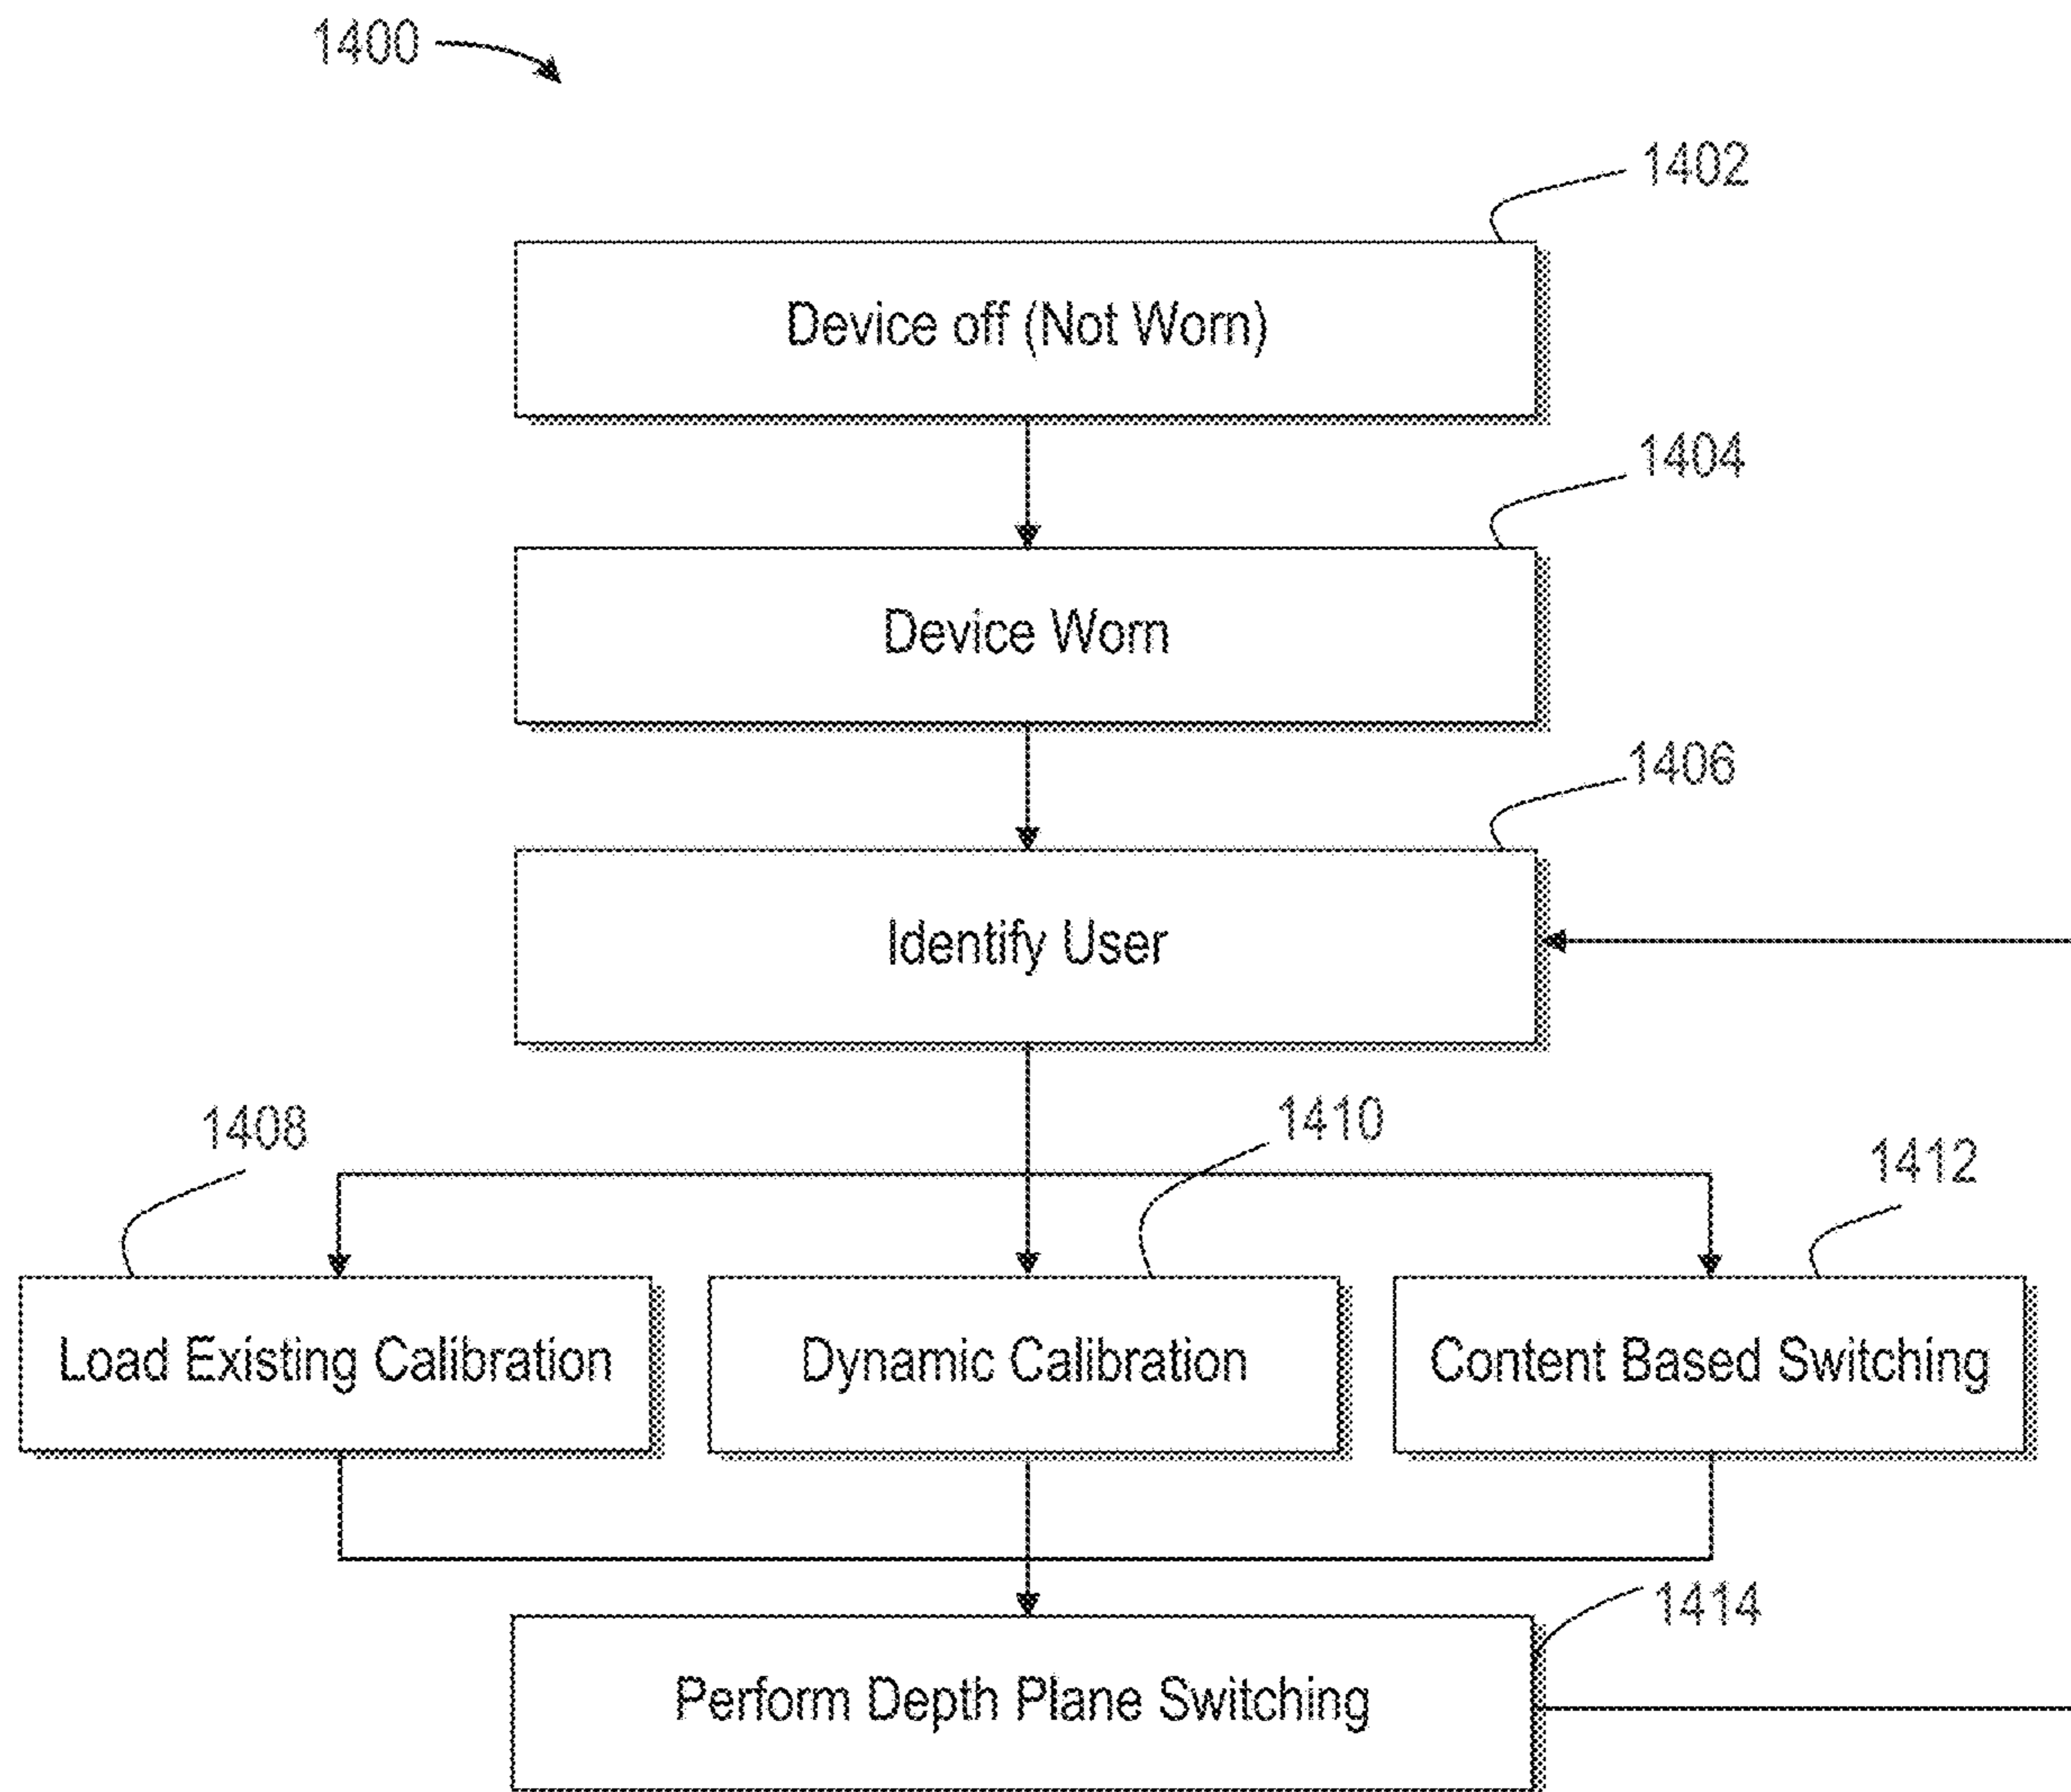 1400
1402
Device off (Not Worn)
1404
Device Worn
1406
Identify User
1408
1410
1412
Load Existing Calibration
Dynamic Calibration
Content Based Switching
1414
Perform Depth Plane Switching